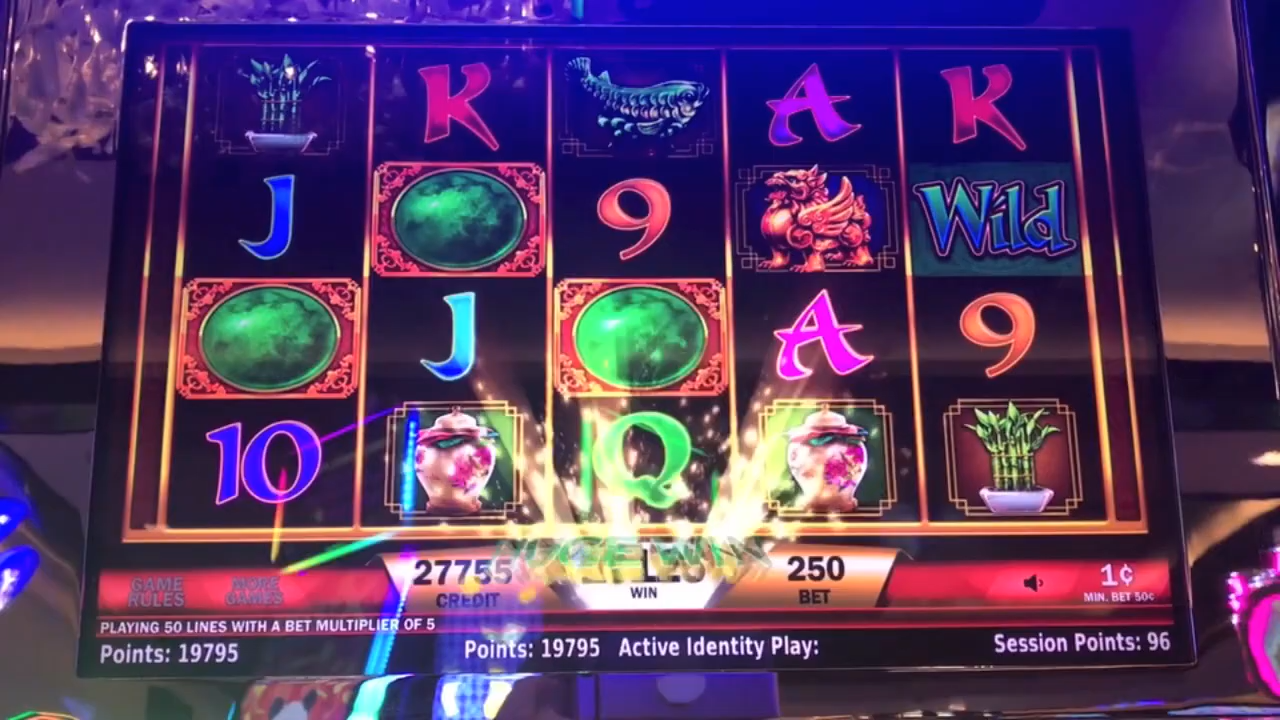 K A K
J 9 Wild
J A 9
10 Q
27755 250
GAME RULES MORE GAMES CREDIT WIN BET 1¢ MIN. BET 50¢
PLAYING 50 LINES WITH A BET MULTIPLIER OF 5
Points: 19795 Points: 19795 Active Identity Play: Session Points: 96